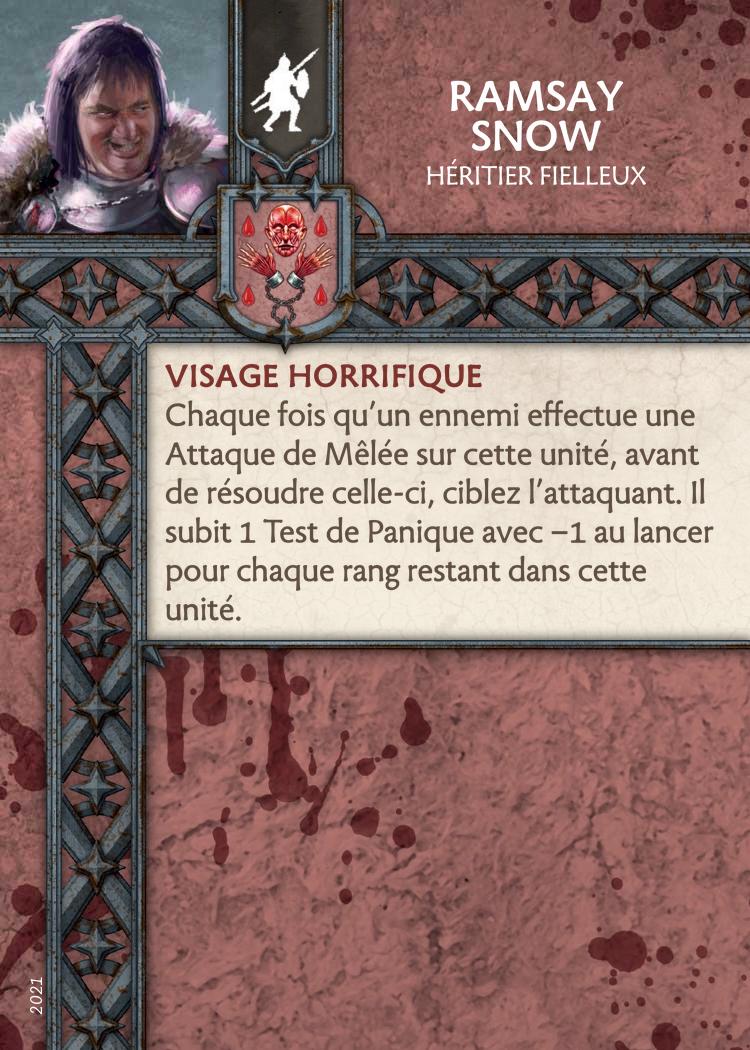 RAMSAY
SNOW
HÉRITIER FIELLEUX
VISAGE HORRIFIQUE
Chaque fois qu’un ennemi effectue une
Attaque de Mêlée sur cette unité, avant
de résoudre celle-ci, ciblez l’attaquant. Il
subit 1 Test de Panique avec –1 au lancer
pour chaque rang restant dans cette
unité.
2021